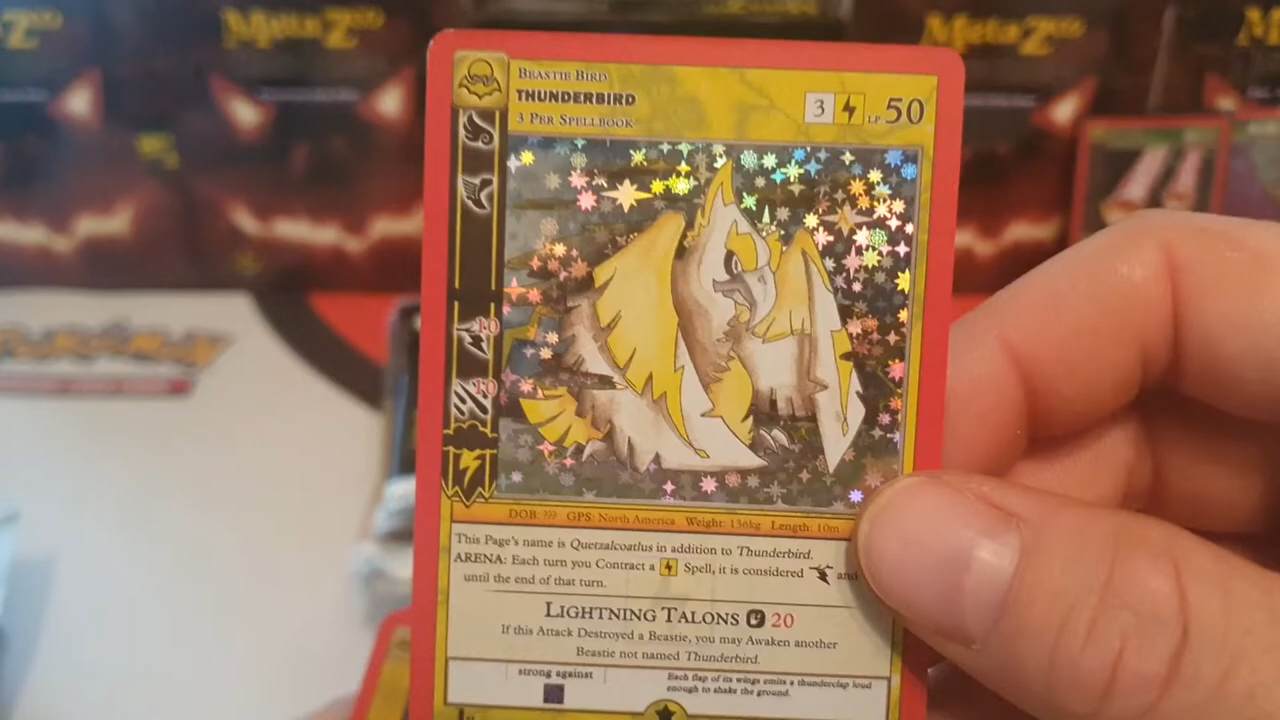 MetaZoo
MetaZoo
Pokémon
BEASTIE BIRD
THUNDERBIRD
3 PER SPELLBOOK
3 LP 50
10
10
DOB: ??? GPS: North America Weight: 136kg Length: 10m
This Page's name is Quetzalcoatlus in addition to Thunderbird.
ARENA: Each turn you Contract a Spell, it is considered and
until the end of that turn.
LIGHTNING TALONS 20
If this Attack Destroyed a Beastie, you may Awaken another
Beastie not named Thunderbird.
strong against
Each flap of its wings emits a thunderclap loud
enough to shake the ground.